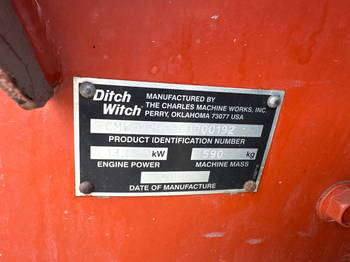 Ditch Witch
MANUFACTURED BY
THE CHARLES MACHINE WORKS, INC.
PERRY, OKLAHOMA 73077 USA
PRODUCT IDENTIFICATION NUMBER
kW 590 kg
ENGINE POWER MACHINE MASS
DATE OF MANUFACTURE